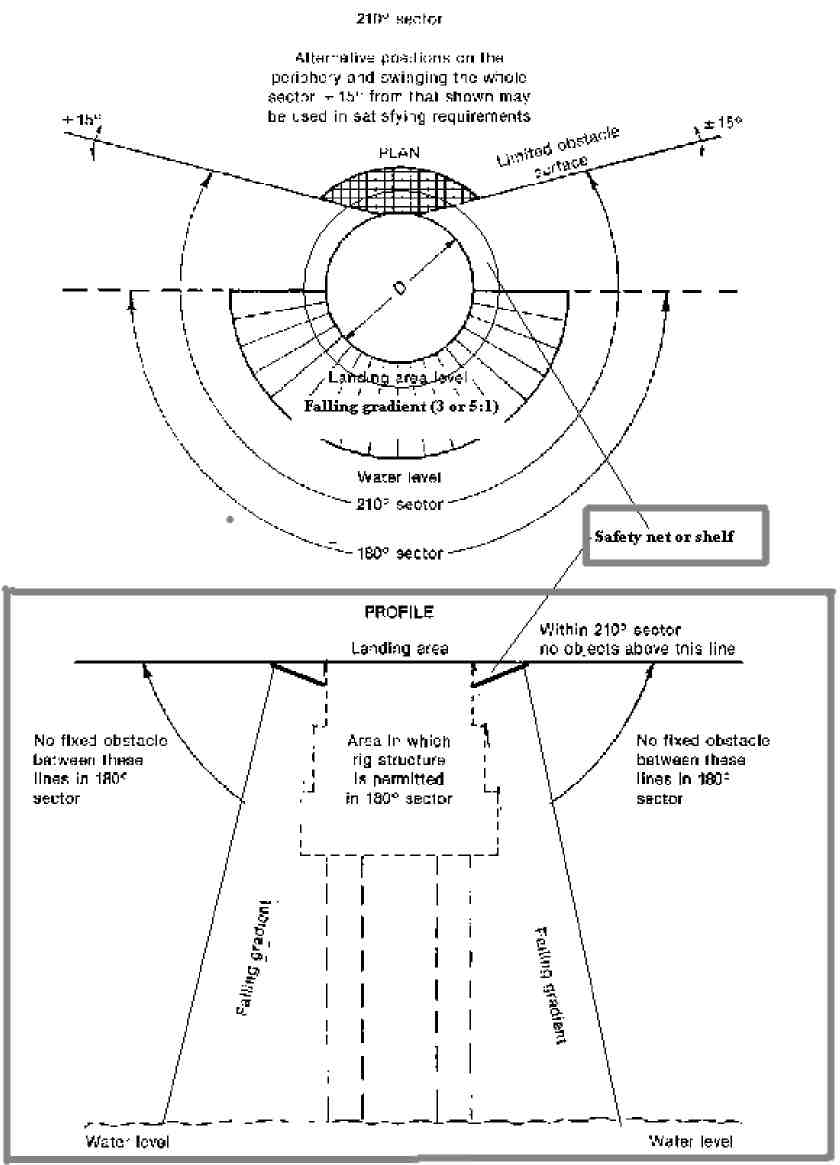 210° sector
Alternative positions on the
periphery and swinging the whole
sector ± 15° from that shown may
be used in satisfying requirements
+15°
± 15°
PLAN
Limited obstacle
surface
D
Landing area level
Falling gradient (3 or 5:1)
Water level
210° sector
180° sector
Safety net or shelf
PROFILE
Landing area
Within 210° sector
no objects above this line
No fixed obstacle
between these
lines in 180°
sector
Area in which
rig structure
is permitted
in 180° sector
No fixed obstacle
between these
lines in 180°
sector
Falling gradient
Falling gradient
Water level
Water level